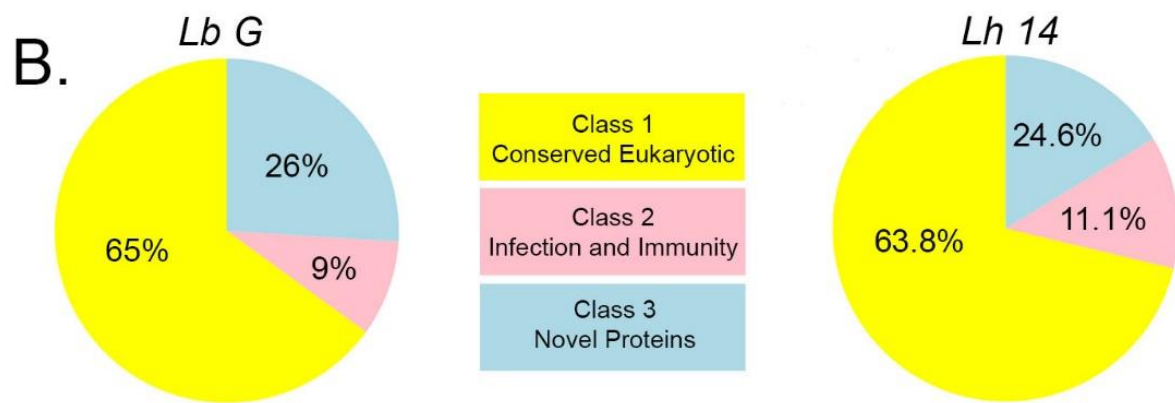 B.
Lb G
26%
65%
9%
Class 1
Conserved Eukaryotic
Class 2
Infection and Immunity
Class 3
Novel Proteins
Lh 14
24.6%
11.1%
63.8%